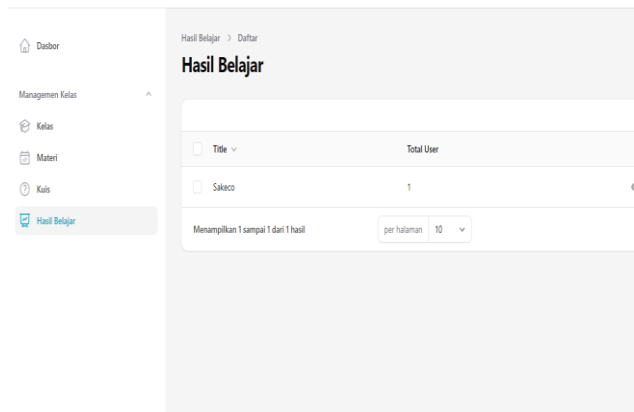 Dasbor
Managemen Kelas
Kelas
Materi
Kuis
Hasil Belajar
Hasil Belajar > Daftar
Hasil Belajar
Title Total User
Sakeco 1
Menampilkan 1 sampai 1 dari 1 hasil per halaman 10